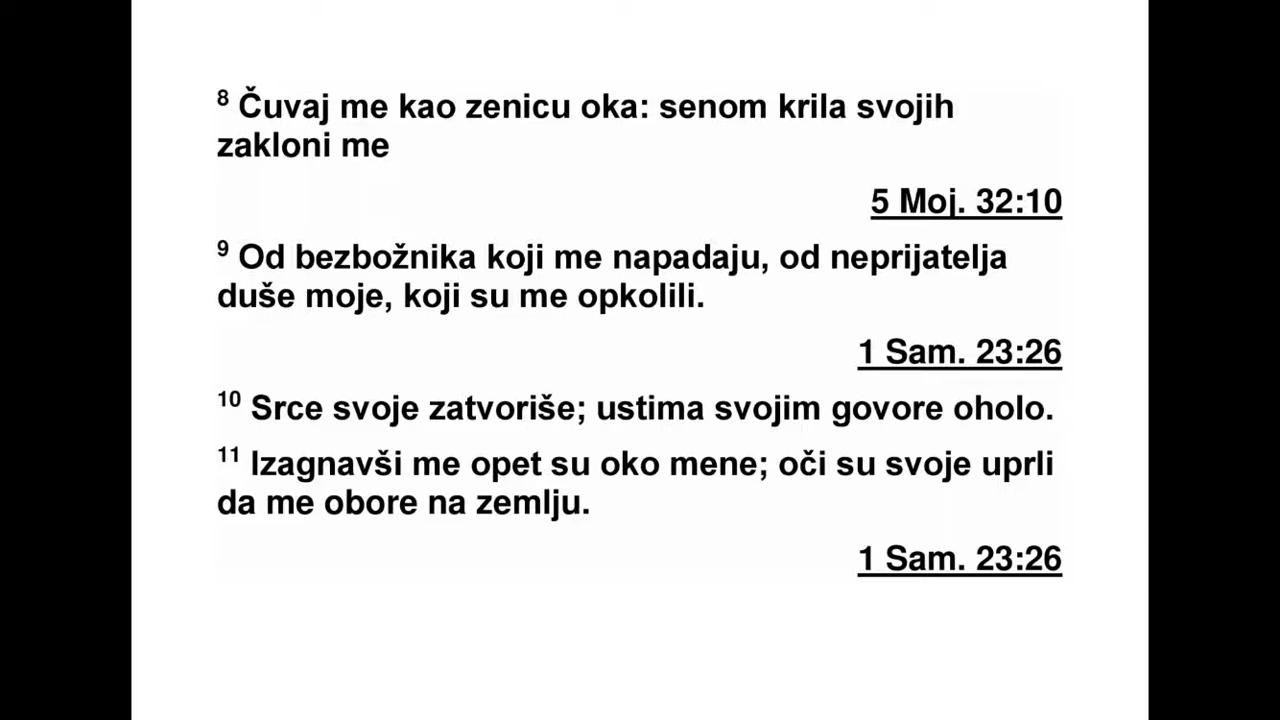 8 Čuvaj me kao zenicu oka: senom krila svojih
zakloni me
5 Moj. 32:10
9 Od bezbožnika koji me napadaju, od neprijatelja
duše moje, koji su me opkolili.
1 Sam. 23:26
10 Srce svoje zatvoriše; ustima svojim govore oholo.
11 Izagnavši me opet su oko mene; oči su svoje uprli
da me obore na zemlju.
1 Sam. 23:26